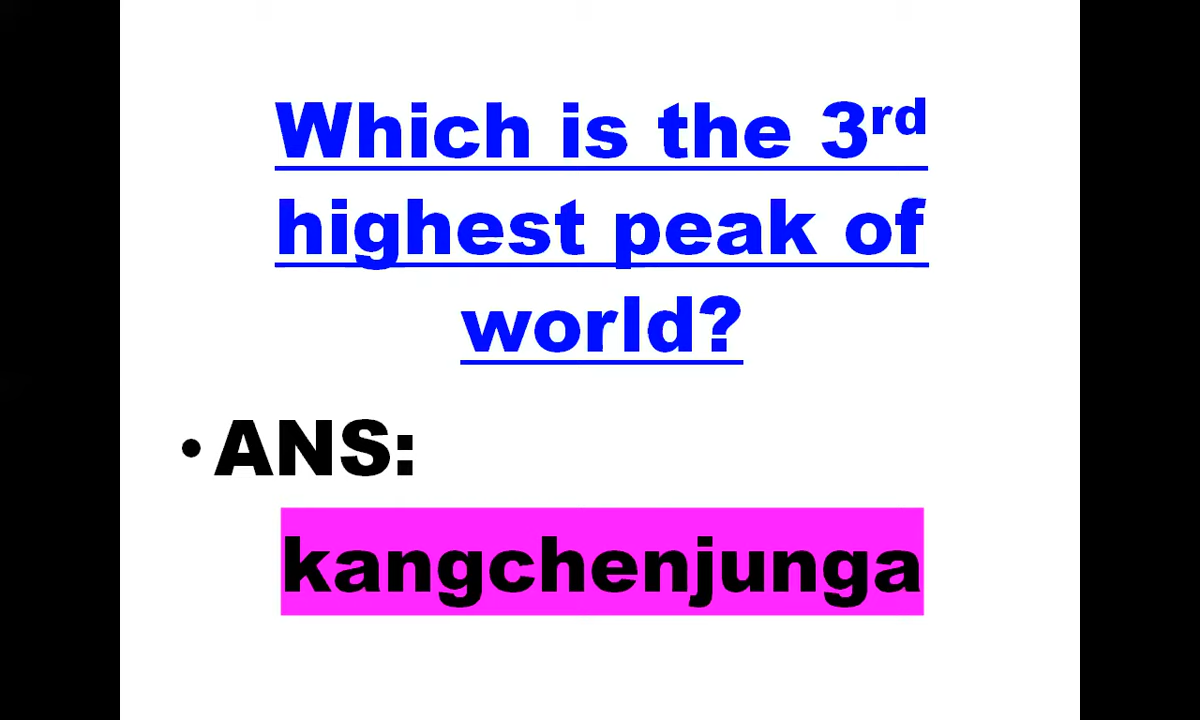 Which is the 3rd
highest peak of
world?
• ANS:
kangchenjunga